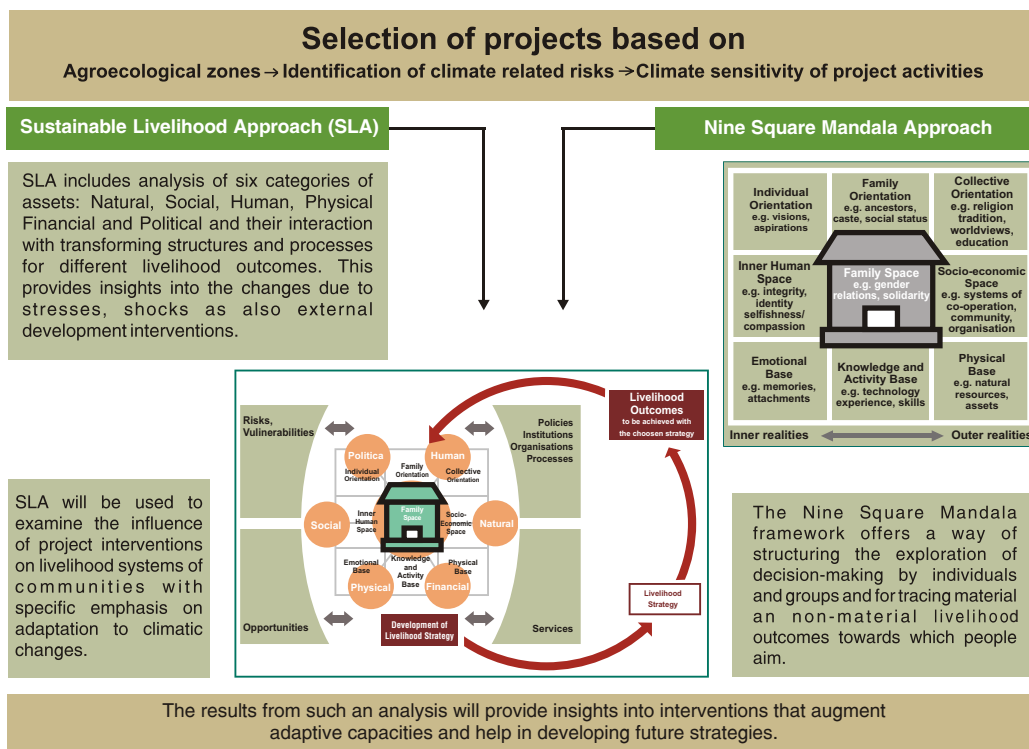 Selection of projects based on
Agroecological zones → Identification of climate related risks → Climate sensitivity of project activities
Sustainable Livelihood Approach (SLA)
Nine Square Mandala Approach
SLA includes analysis of six categories of
assets: Natural, Social, Human, Physical
Financial and Political and their interaction
with transforming structures and processes
for different livelihood outcomes. This
provides insights into the changes due to
stresses, shocks as also external
development interventions.
Individual
Orientation
e.g. visions,
aspirations
Family
Orientation
e.g. ancestors,
caste, social status
Collective
Orientation
e.g. religion
tradition,
worldviews,
education
Inner Human
Space
e.g. integrity,
identity
selfishness/
compassion
Family Space
e.g. gender
relations, solidarity
Socio-economic
Space
e.g. systems of
co-operation,
community,
organisation
Emotional
Base
e.g. memories,
attachments
Knowledge and
Activity Base
e.g. technology
experience, skills
Physical
Base
e.g. natural
resources,
assets
Inner realities
Outer realities
Risks,
Vulinerabilities
Policies
Institutions
Organisations
Processes
Livelihood
Outcomes
to be achieved with
the choosen strategy
Politica
Human
Individual
Orientation
Family
Orientation
Collective
Orientation
Social
Inner
Human
Space
Family
Space
Socio-
Economic
Space
Natural
Emotional
Base
Knowledge
and
Activity
Base
Physical
Base
Physical
Financial
Opportunities
Development of
Livelihood Strategy
Services
Livelihood
Strategy
SLA will be used to
examine the influence
of project interventions
on livelihood systems of
communities with
specific emphasis on
adaptation to climatic
changes.
The Nine Square Mandala
framework offers a way of
structuring the exploration of
decision-making by individuals
and groups and for tracing material
an non-material livelihood
outcomes towards which people
aim.
The results from such an analysis will provide insights into interventions that augment
adaptive capacities and help in developing future strategies.